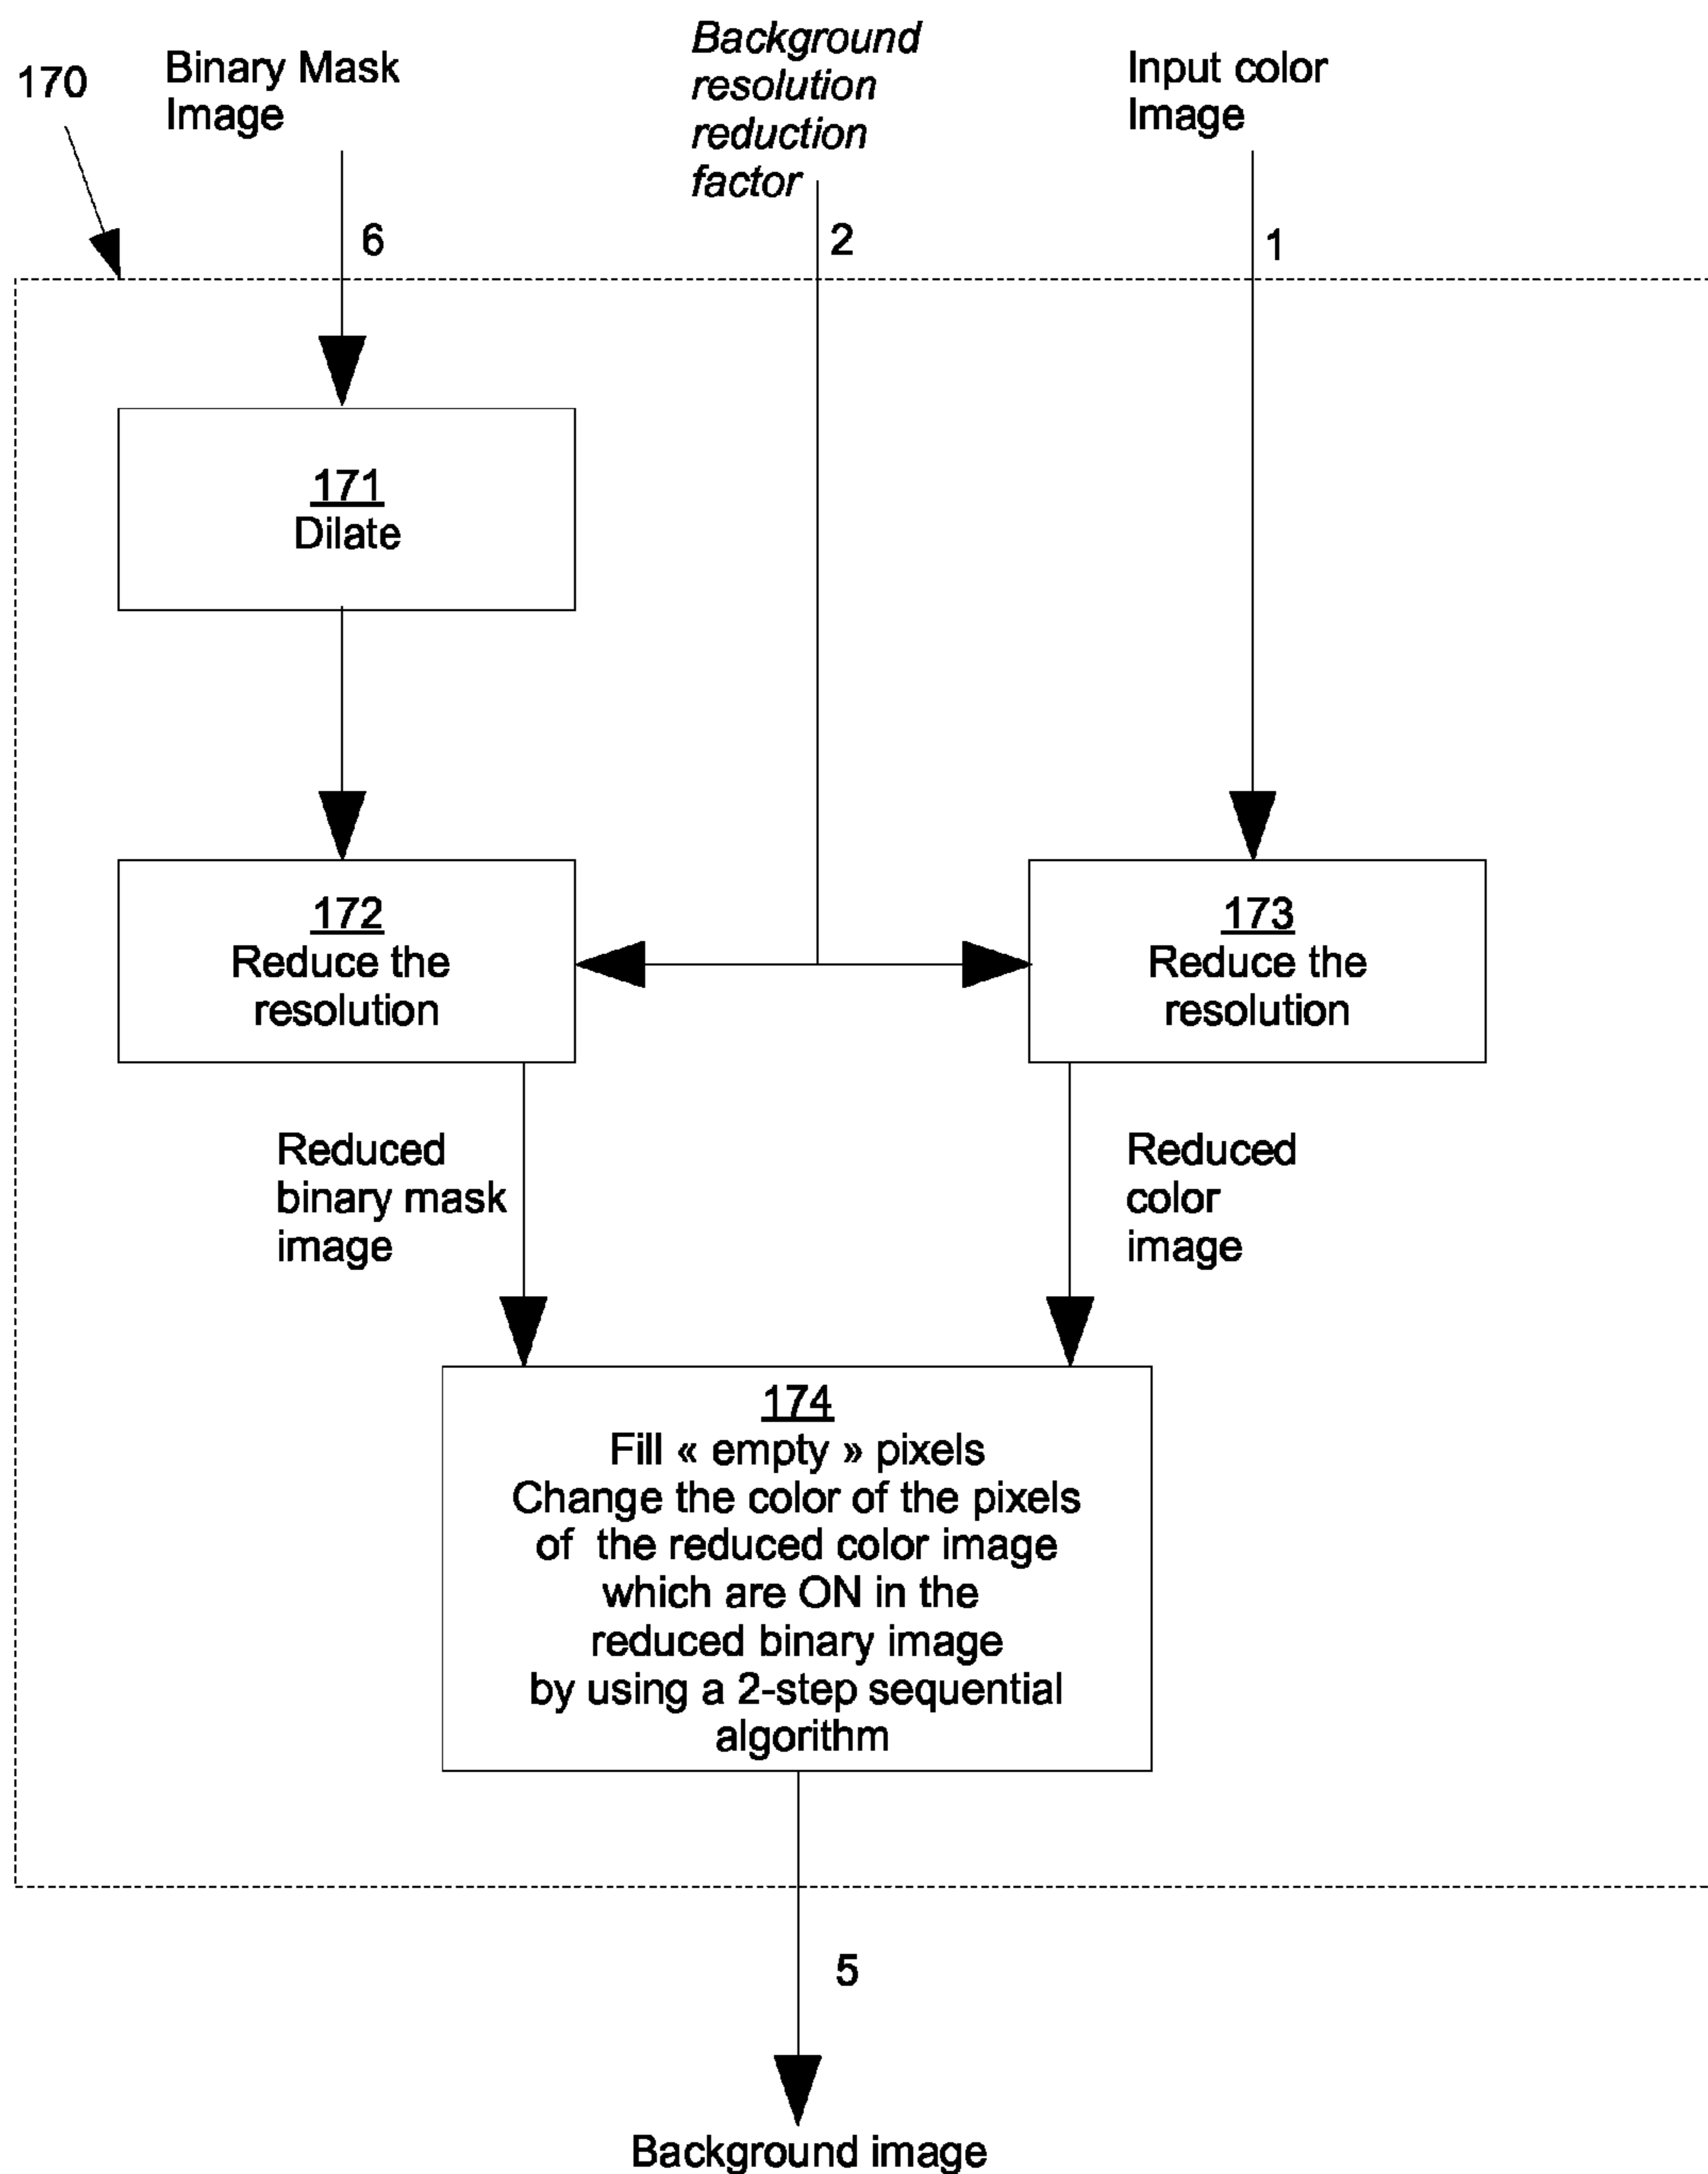 170
Binary Mask
Image
Background
resolution
reduction
factor
Input color
Image
6
2
1
171
Dilate
172
Reduce the
resolution
173
Reduce the
resolution
Reduced
binary mask
image
Reduced
color
image
174
Fill « empty » pixels
Change the color of the pixels
of the reduced color image
which are ON in the
reduced binary image
by using a 2-step sequential
algorithm
5
Background image